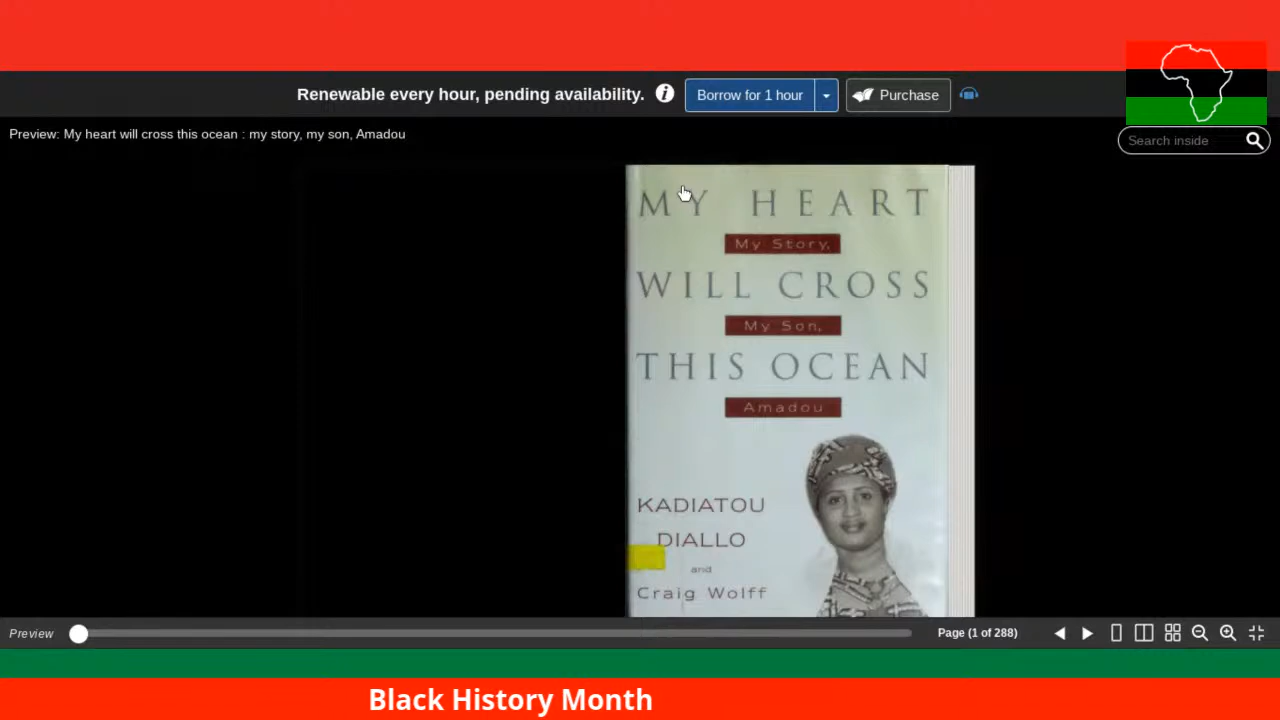 Renewable every hour, pending availability.
Borrow for 1 hour
Purchase
Preview: My heart will cross this ocean : my story, my son, Amadou
Search inside
MY HEART
My Story,
WILL CROSS
My Son,
THIS OCEAN
Amadou
KADIATOU
DIALLO
and
Craig Wolff
Preview
Page (1 of 288)
Black History Month